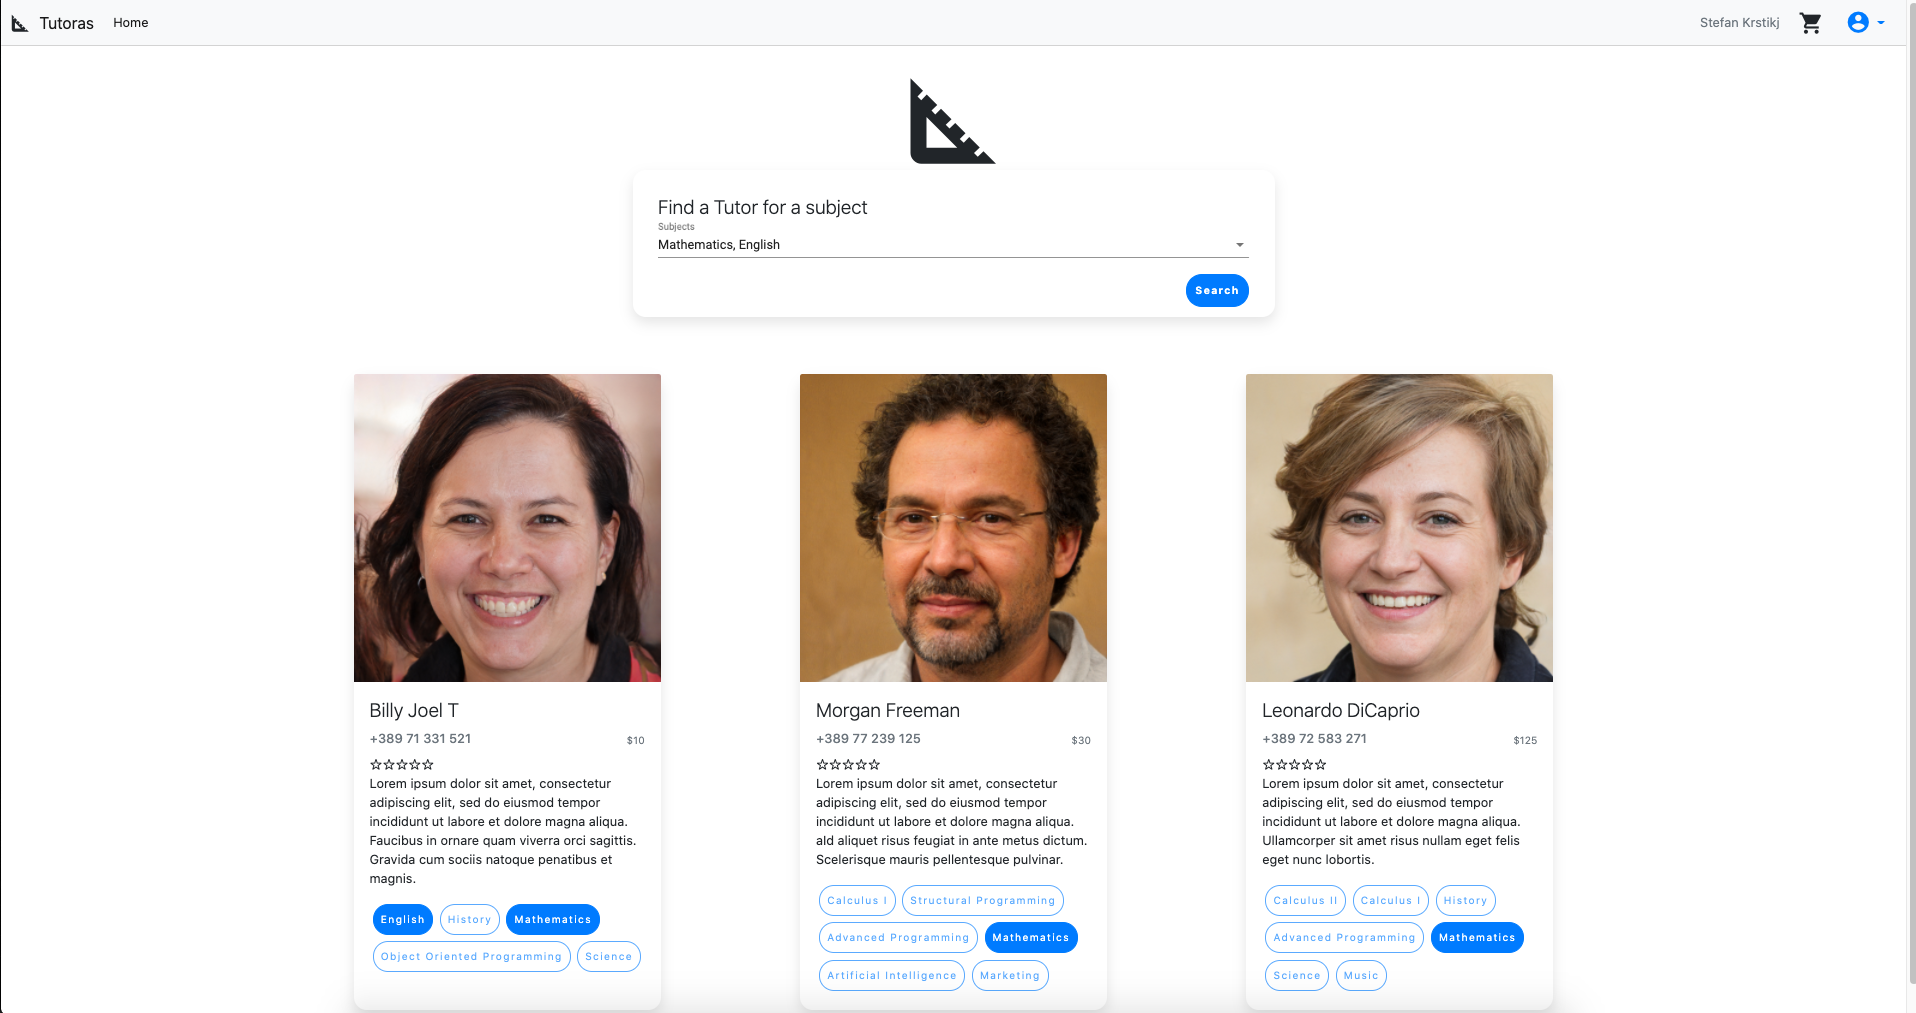 Tutoras Home Stefan Krstikj
Find a Tutor for a subject
Subjects
Mathematics, English
Search
Billy Joel T
+389 71 331 521 $10
Lorem ipsum dolor sit amet, consectetur
adipiscing elit, sed do eiusmod tempor
incididunt ut labore et dolore magna aliqua.
Faucibus in ornare quam viverra orci sagittis.
Gravida cum sociis natoque penatibus et
magnis.
English History Mathematics
Object Oriented Programming Science
Morgan Freeman
+389 77 239 125 $30
Lorem ipsum dolor sit amet, consectetur
adipiscing elit, sed do eiusmod tempor
incididunt ut labore et dolore magna aliqua.
ald aliquet risus feugiat in ante metus dictum.
Scelerisque mauris pellentesque pulvinar.
Calculus I Structural Programming
Advanced Programming Mathematics
Artificial Intelligence Marketing
Leonardo DiCaprio
+389 72 583 271 $125
Lorem ipsum dolor sit amet, consectetur
adipiscing elit, sed do eiusmod tempor
incididunt ut labore et dolore magna aliqua.
Ullamcorper sit amet risus nullam eget felis
eget nunc lobortis.
Calculus II Calculus I History
Advanced Programming Mathematics
Science Music